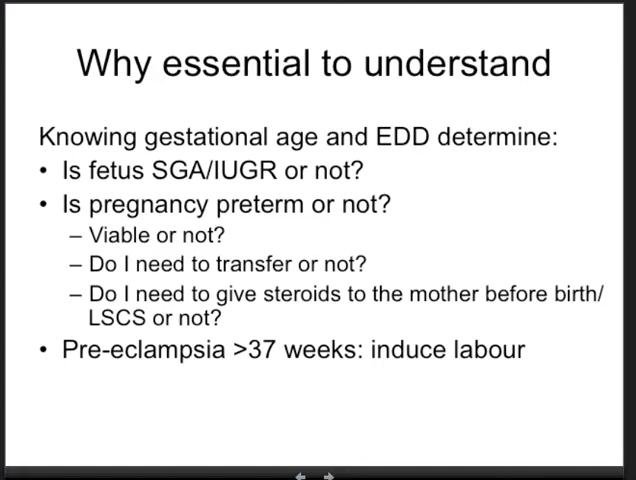 Why essential to understand
Knowing gestational age and EDD determine:
• Is fetus SGA/IUGR or not?
• Is pregnancy preterm or not?
– Viable or not?
– Do I need to transfer or not?
– Do I need to give steroids to the mother before birth/
LSCS or not?
• Pre-eclampsia >37 weeks: induce labour